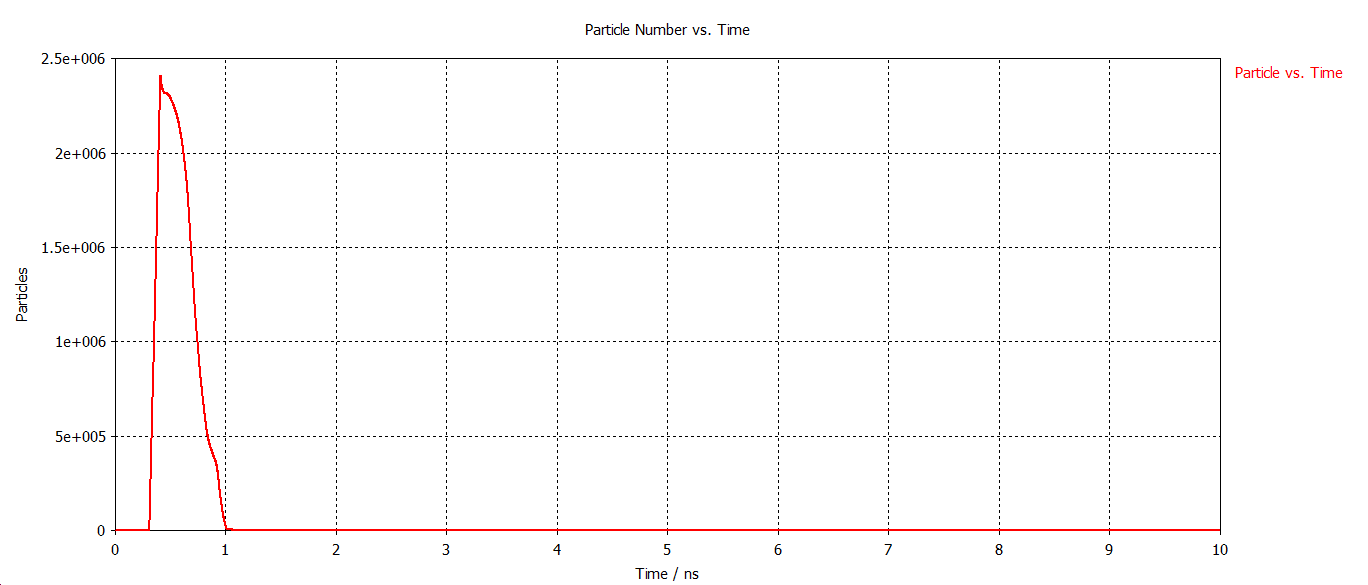 Particle Number vs. Time
2.5e+006
Particle vs. Time
2e+006
1.5e+006
Particles
1e+006
5e+005
0
0 1 2 3 4 5 6 7 8 9 10
Time / ns